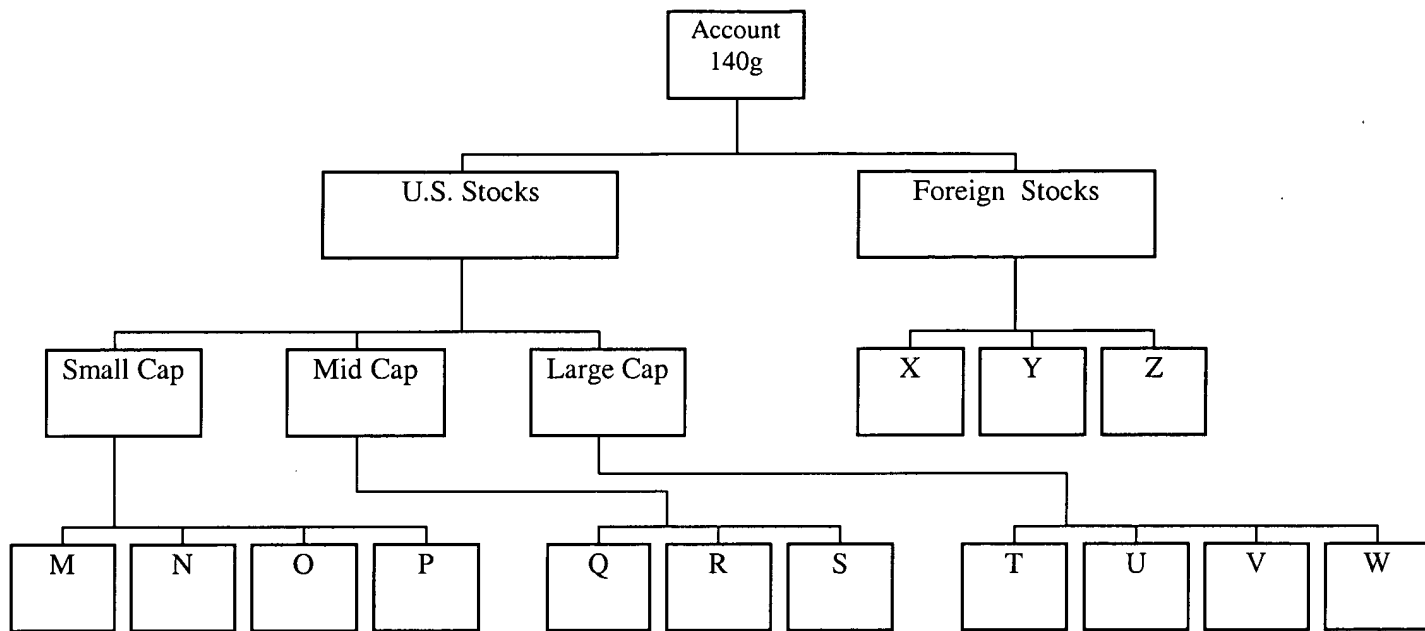 Account
140g
U.S. Stocks
Foreign Stocks
Small Cap
Mid Cap
Large Cap
X
Y
Z
M
N
O
P
Q
R
S
T
U
V
W